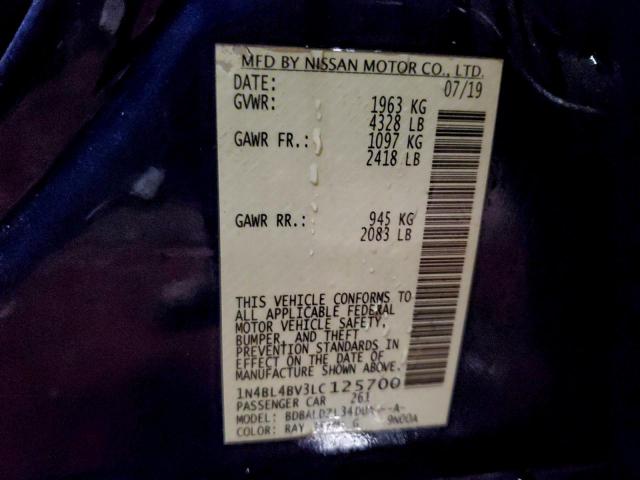 MFD BY NISSAN MOTOR CO., LTD.
DATE: 07/19
GVWR: 1963 KG
4328 LB
GAWR FR.: 1097 KG
2418 LB
GAWR RR.: 945 KG
2083 LB
THIS VEHICLE CONFORMS TO
ALL APPLICABLE FEDERAL
MOTOR VEHICLE SAFETY,
BUMPER, AND THEFT
PREVENTION STANDARDS IN
EFFECT ON THE DATE OF
MANUFACTURE SHOWN ABOVE.
1N4BL4BV3LC125700
PASSENGER CAR 261
MODEL:
COLOR: RAY G